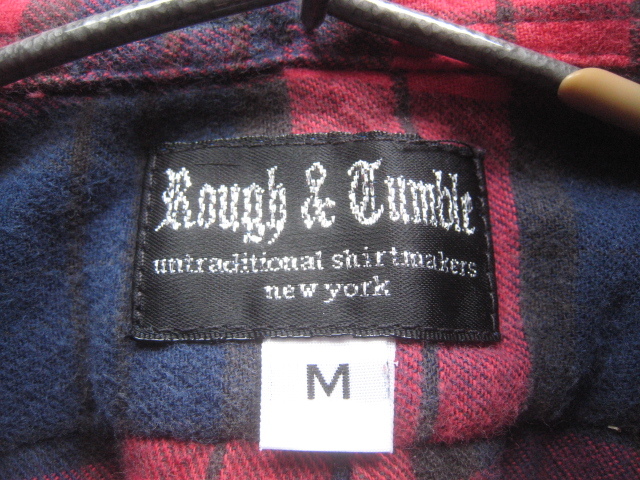 Rough & Tumble
untraditional shirtmakers
new york
M